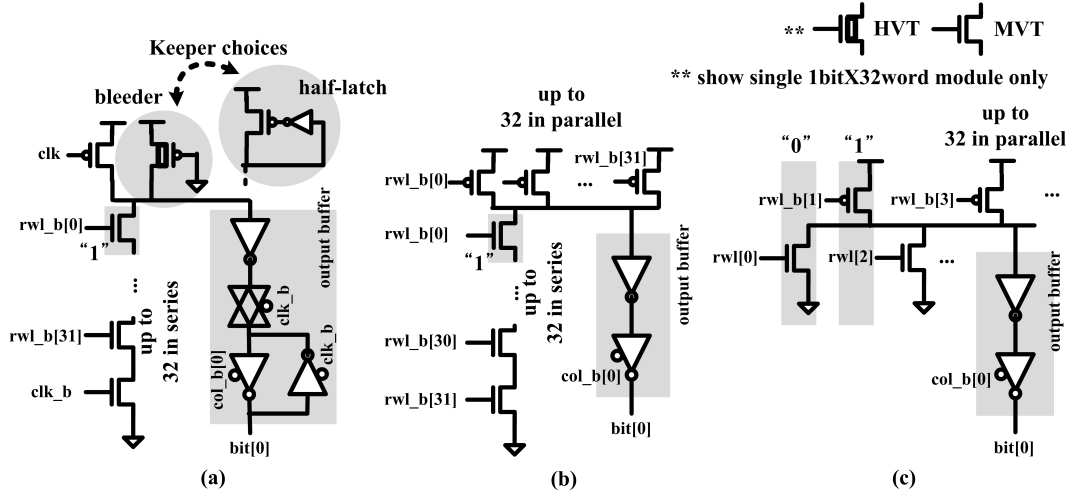 Keeper choices
bleeder
half-latch
clk
rwl_b[0]
“1”
...
rwl_b[31]
clk_b
up to
32 in series
output buffer
clk_b
clk_b
col_b[0]
bit[0]
(a)
up to
32 in parallel
rwl_b[31]
rwl_b[0]
...
rwl_b[0]
“1”
...
up to
32 in series
rwl_b[30]
rwl_b[31]
output buffer
col_b[0]
bit[0]
(b)
** HVT MVT
** show single 1bitX32word module only
up to
32 in parallel
“0” “1”
rwl_b[1]
rwl_b[3]
...
rwl[0]
rwl[2]
...
output buffer
col_b[0]
bit[0]
(c)